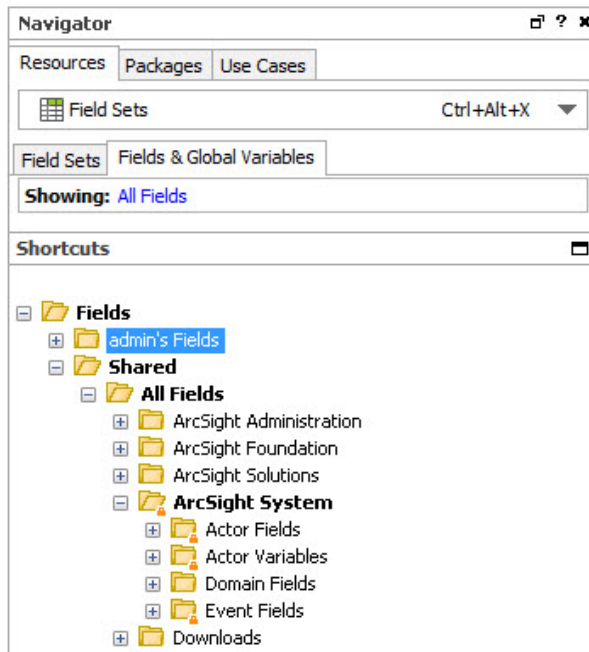 Navigator ?
Resources Packages Use Cases
Field Sets Ctrl+Alt+X
Field Sets Fields & Global Variables
Showing: All Fields
Shortcuts
Fields
admin's Fields
Shared
All Fields
ArcSight Administration
ArcSight Foundation
ArcSight Solutions
ArcSight System
Actor Fields
Actor Variables
Domain Fields
Event Fields
Downloads